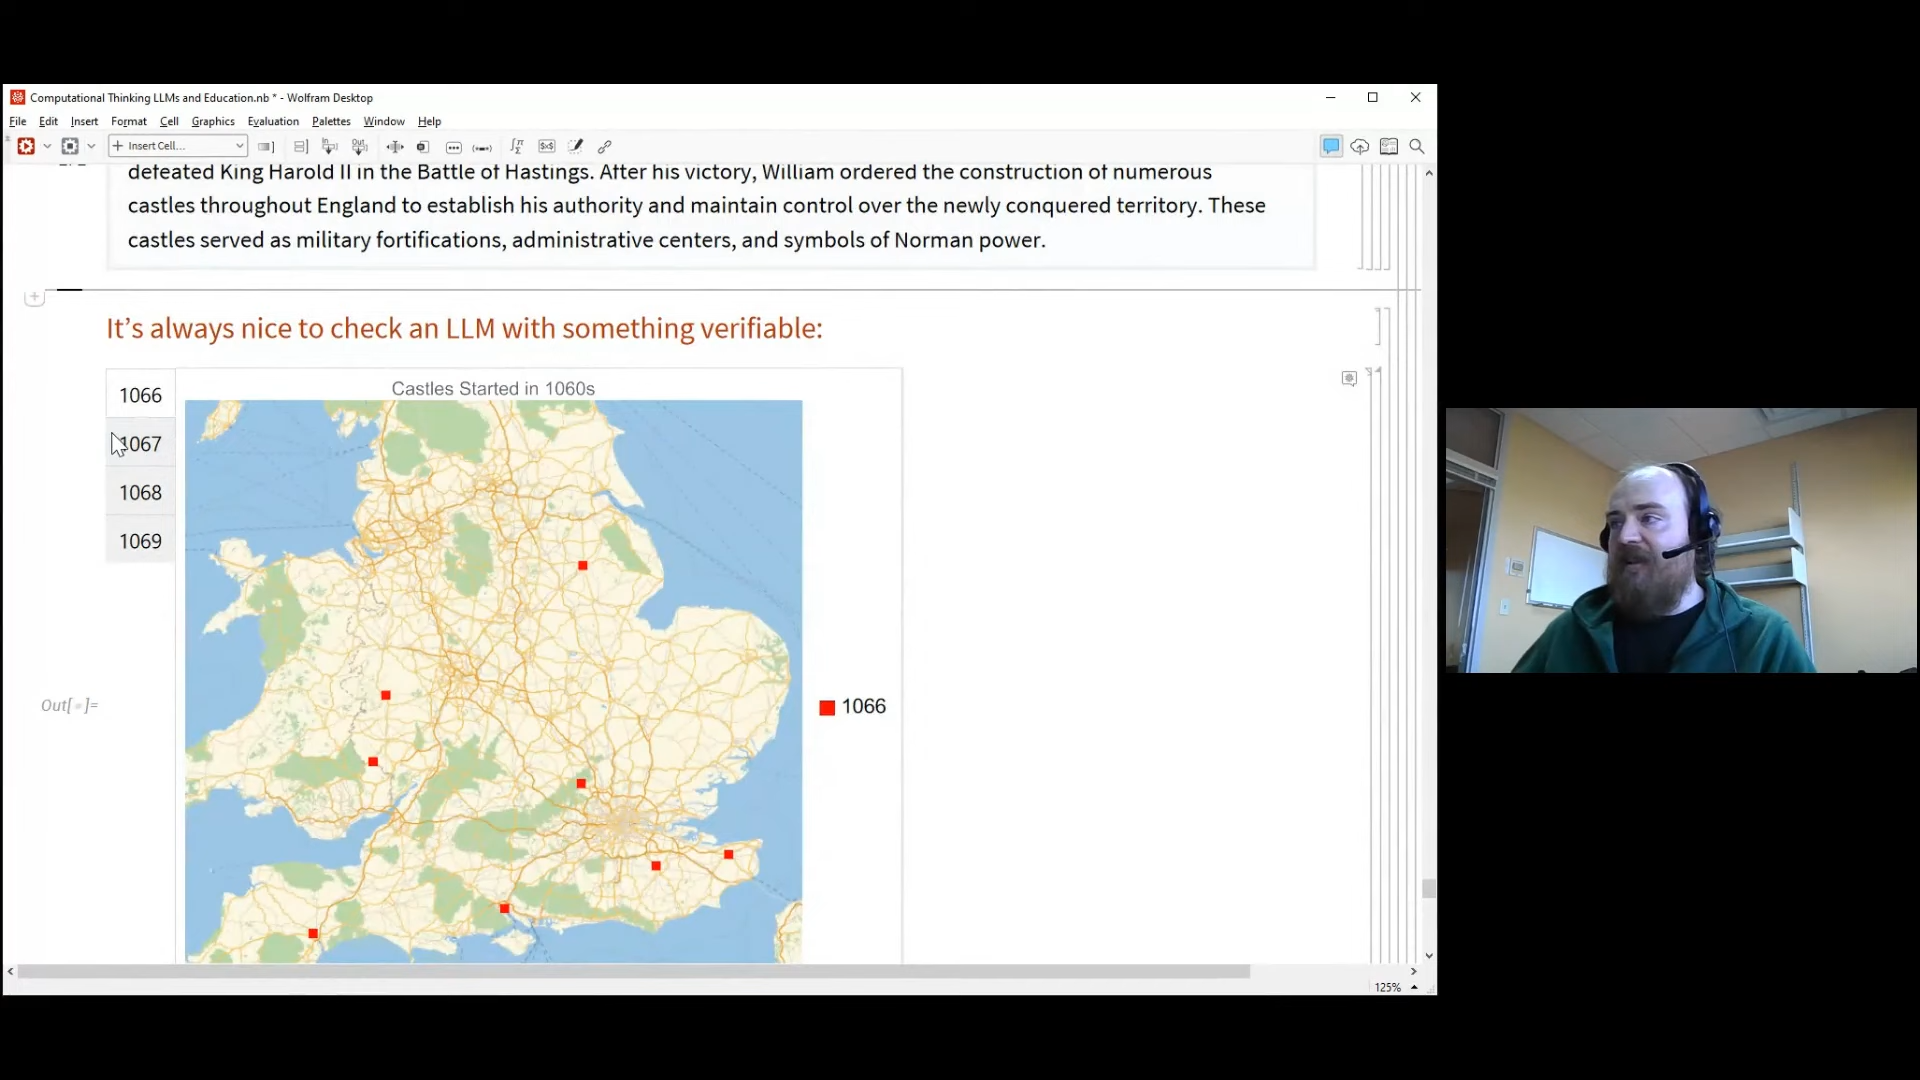 Computational Thinking LLMs and Education.nb * - Wolfram Desktop
File Edit Insert Format Cell Graphics Evaluation Palettes Window Help
Insert Cell...
defeated King Harold II in the Battle of Hastings. After his victory, William ordered the construction of numerous
castles throughout England to establish his authority and maintain control over the newly conquered territory. These
castles served as military fortifications, administrative centers, and symbols of Norman power.
It's always nice to check an LLM with something verifiable:
1066
1067
1068
1069
Castles Started in 1060s
Out[ ]=
1066
125%